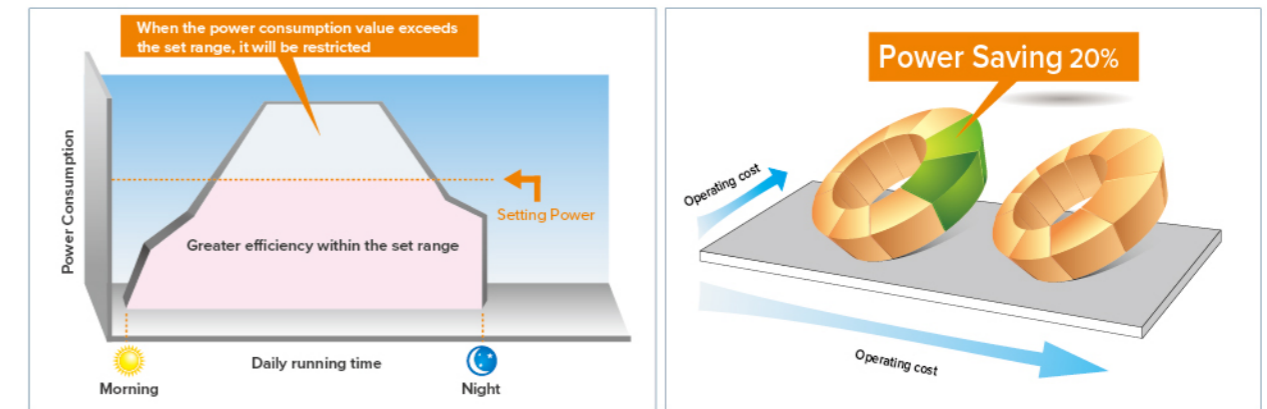 When the power consumption value exceeds
the set range, it will be restricted
Power Consumption
Setting Power
Greater efficiency within the set range
Daily running time
Morning
Night
Power Saving 20%
Operating cost
Operating cost